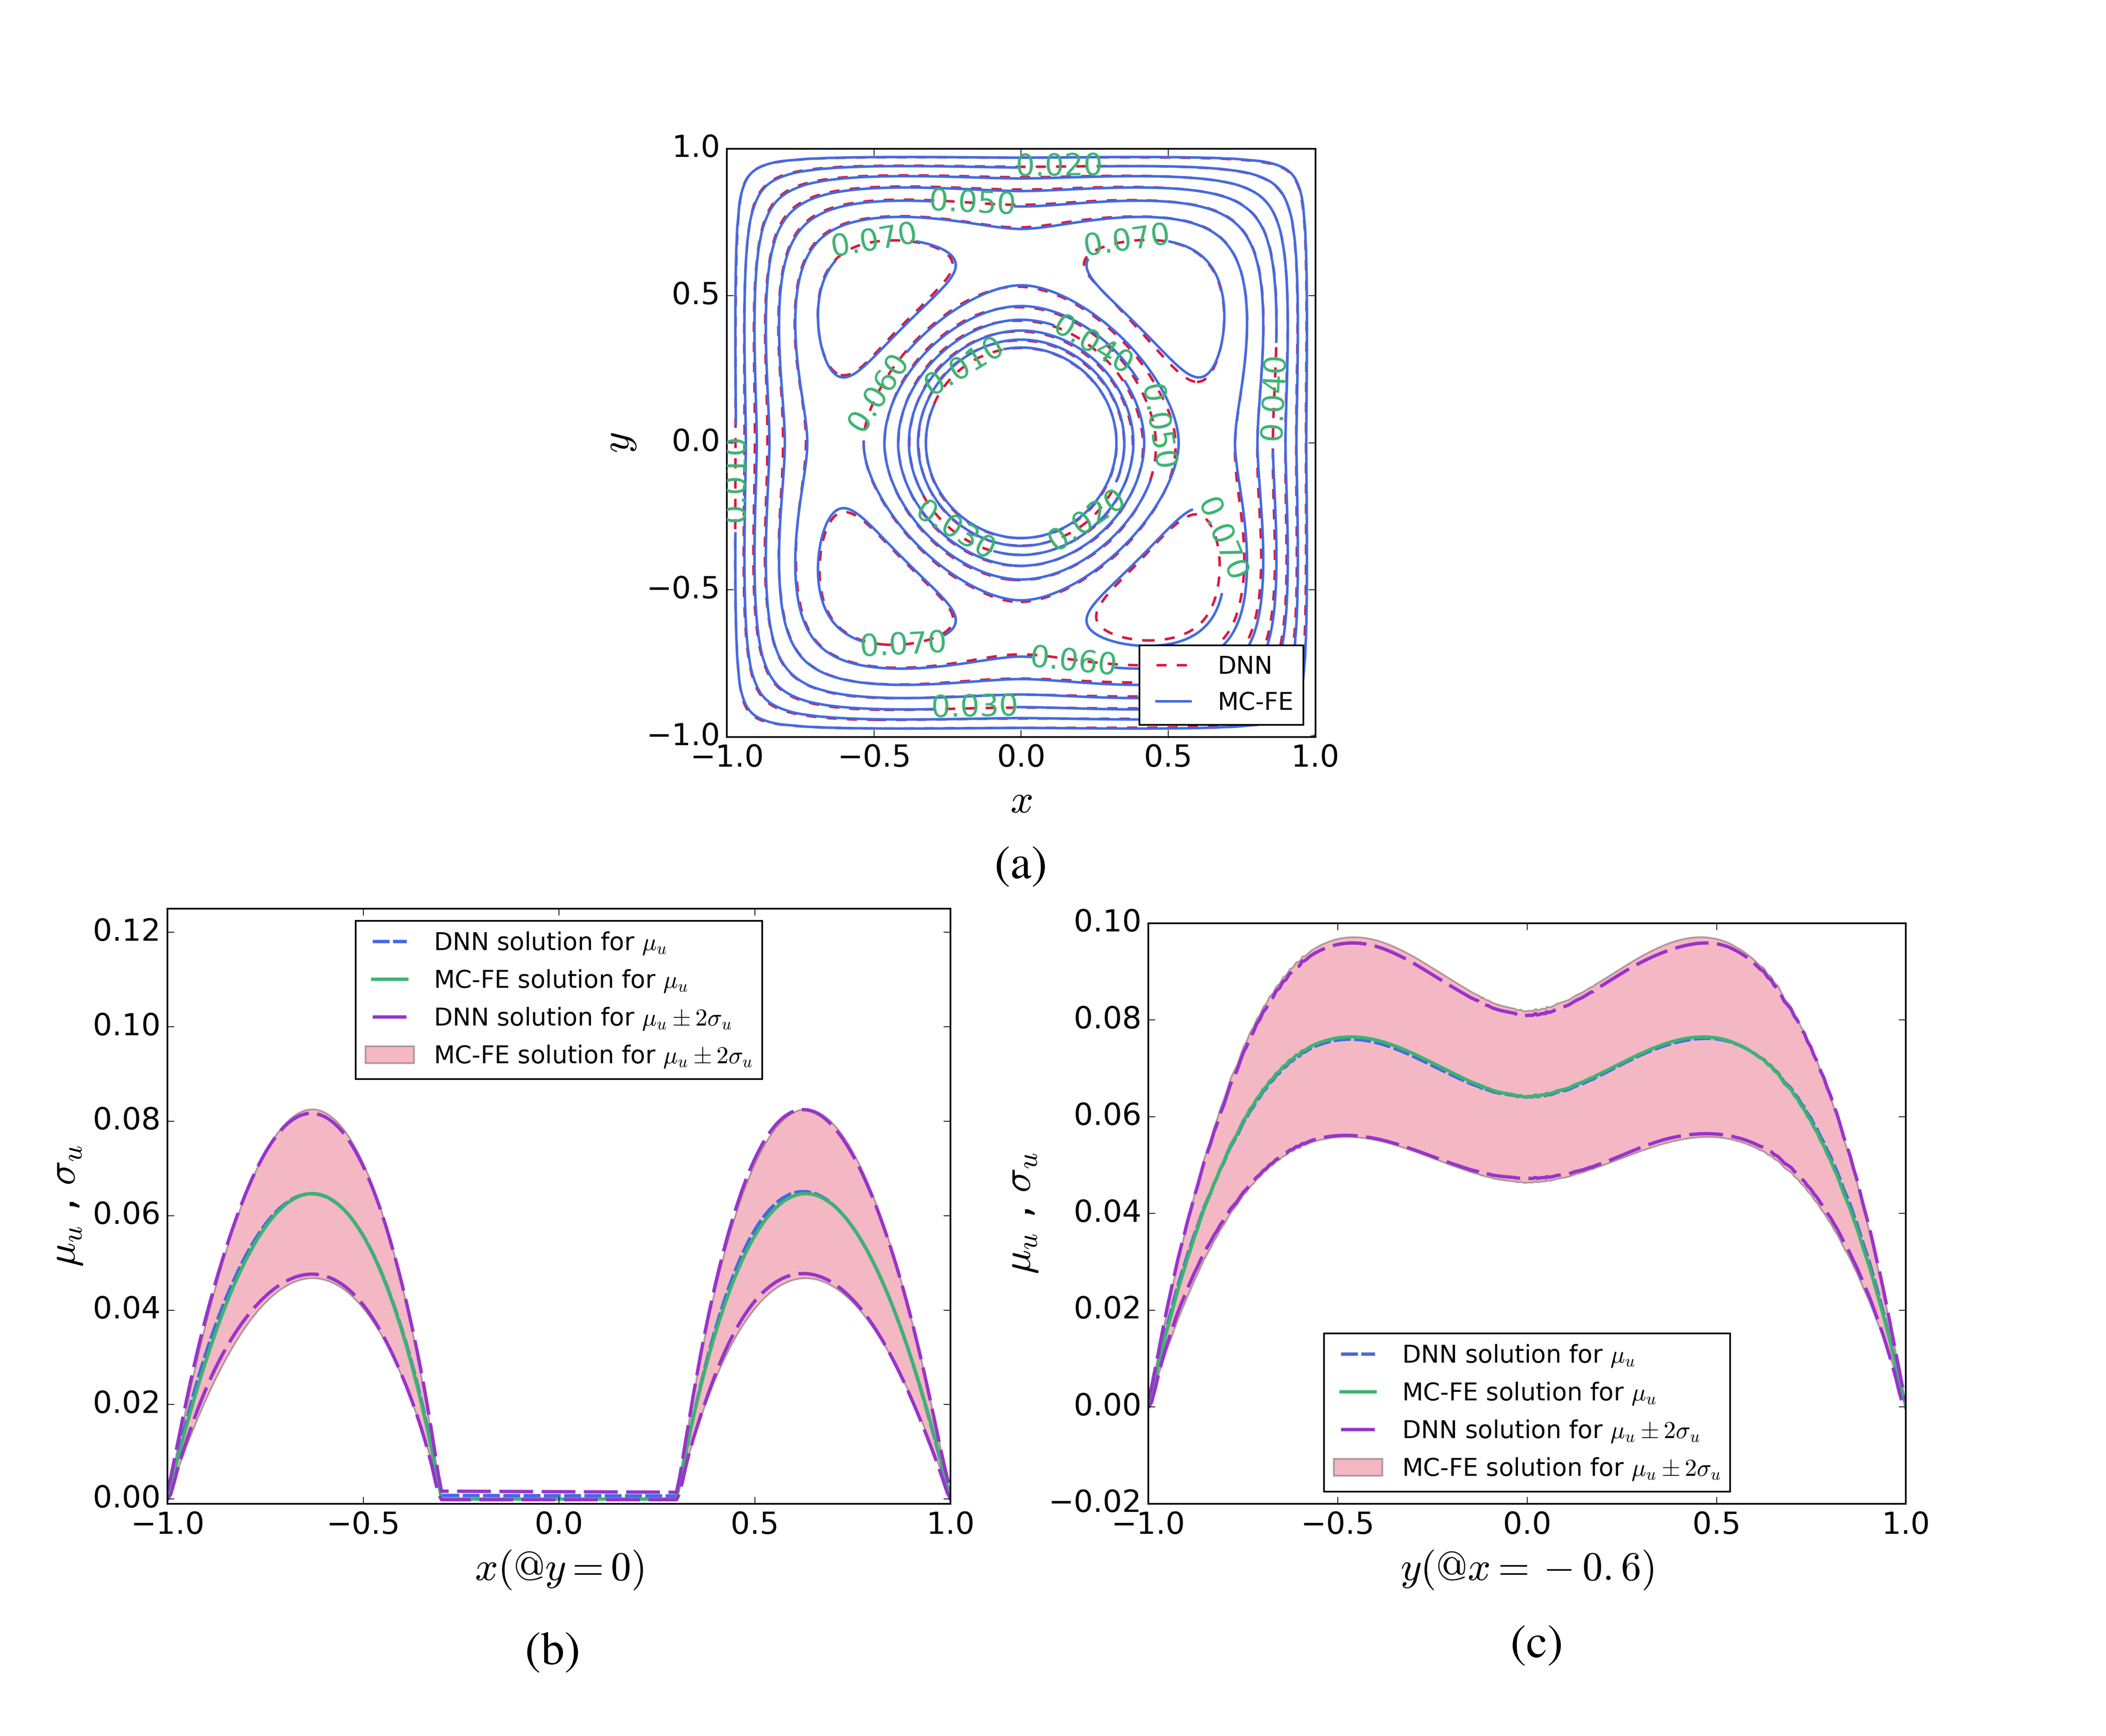 1.0
0.5
0.0
−0.5
−1.0
y
0.020
0.050
0.070
0.070
0.040
0.010
0.060
0.050
0.040
0.010
0.030
0.020
0.070
0.070
0.060
0.030
DNN
MC-FE
−1.0 −0.5 0.0 0.5 1.0
x
(a)
0.12
0.10
0.08
0.06
0.04
0.02
0.00
μu , σu
DNN solution for μu
MC-FE solution for μu
DNN solution for μu ± 2σu
MC-FE solution for μu ± 2σu
−1.0 −0.5 0.0 0.5 1.0
x(@y = 0)
(b)
0.10
0.08
0.06
0.04
0.02
0.00
−0.02
μu , σu
DNN solution for μu
MC-FE solution for μu
DNN solution for μu ± 2σu
MC-FE solution for μu ± 2σu
−1.0 −0.5 0.0 0.5 1.0
y(@x = − 0.6)
(c)